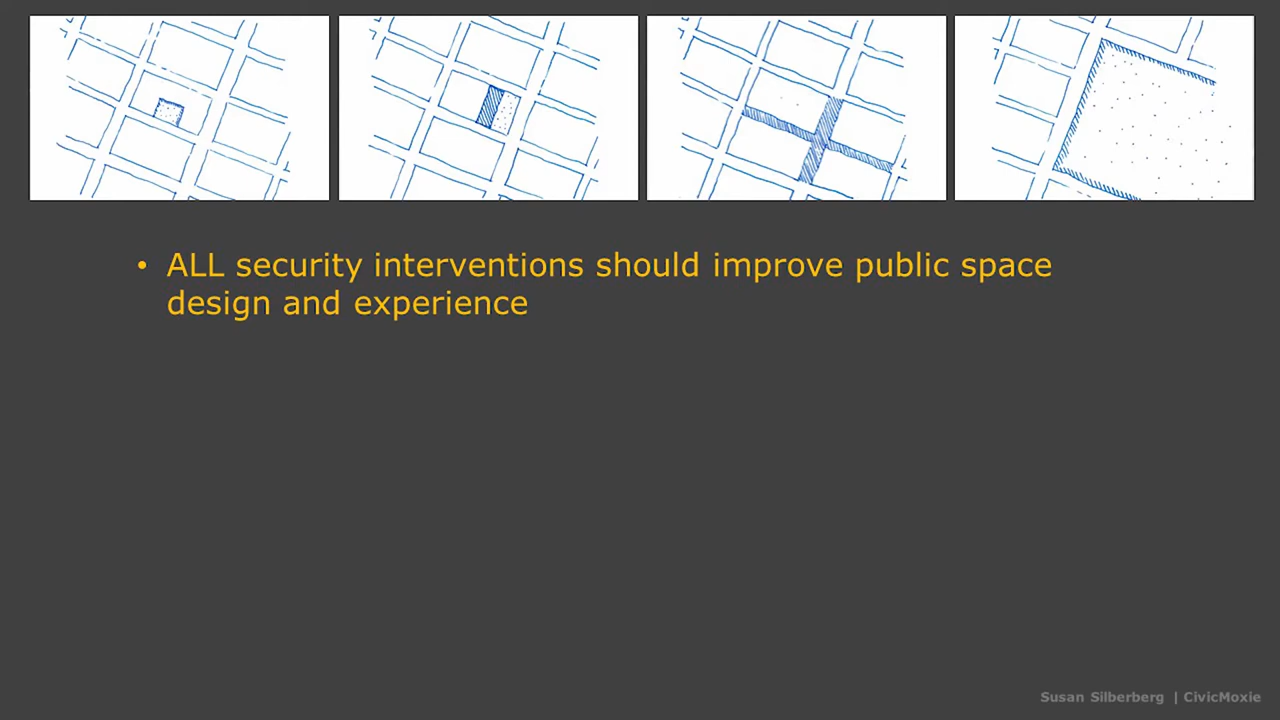 • ALL security interventions should improve public space
design and experience
Susan Silberberg | CivicMoxie